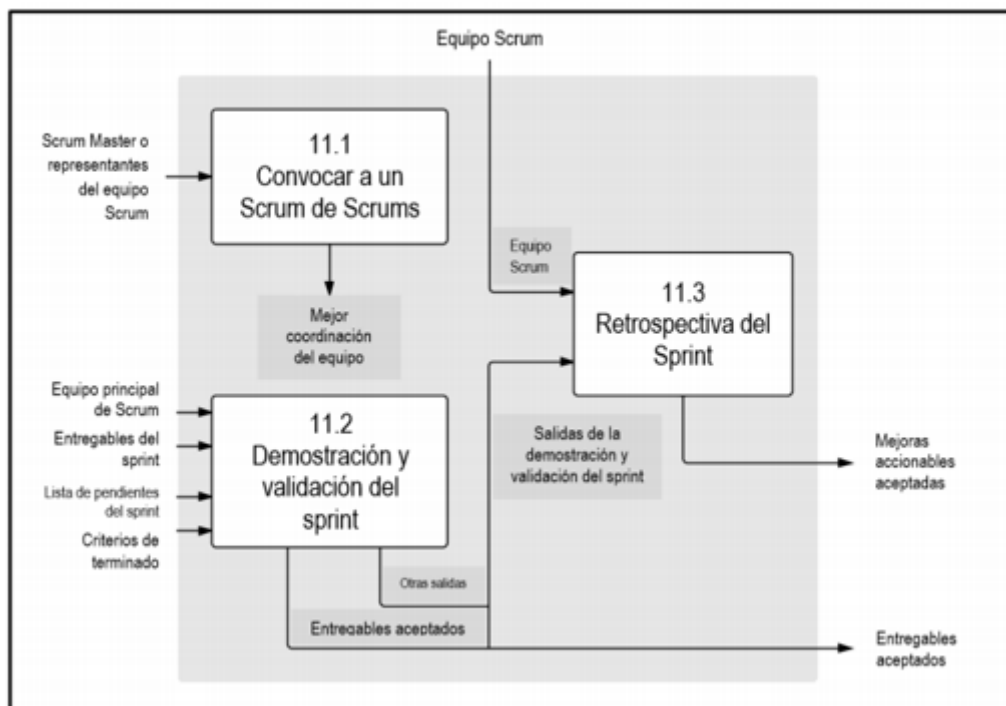 Equipo Scrum
Scrum Master o
representantes
del equipo
Scrum
11.1
Convocar a un
Scrum de Scrums
Equipo
Scrum
11.3
Retrospectiva del
Sprint
Mejor
coordinación
del equipo
Equipo principal
de Scrum
Entregables del
sprint
Lista de pendientes
del sprint
Criterios de
terminado
11.2
Demostración y
validación del
sprint
Salidas de la
demostración y
validación del sprint
Mejoras
accionables
aceptadas
Otras salidas
Entregables aceptados
Entregables
aceptados